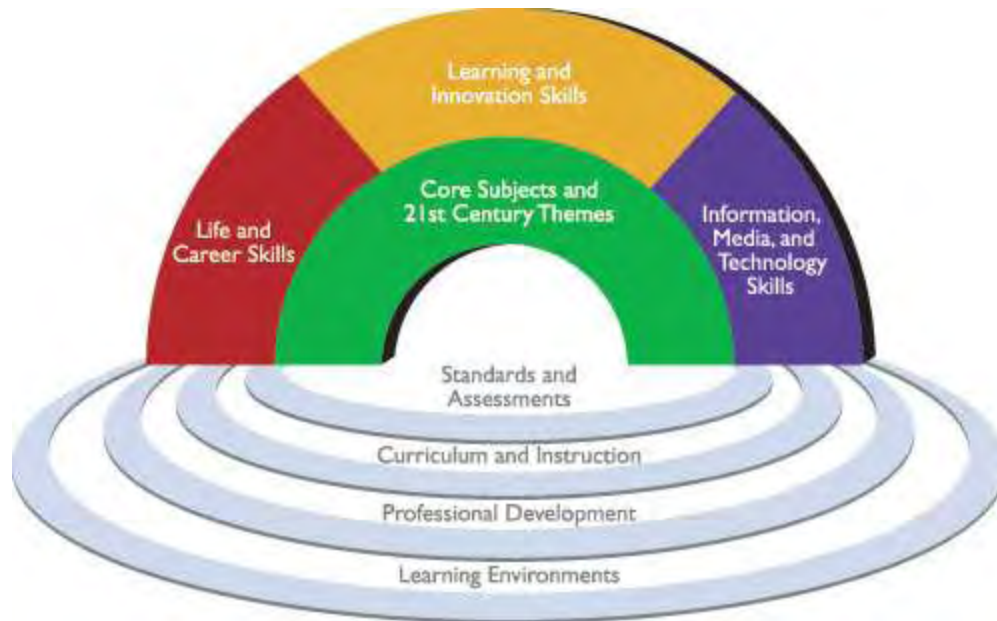 Learning and
Innovation Skills
Core Subjects and
21st Century Themes
Life and
Career Skills
Information,
Media, and
Technology
Skills
Standards and
Assessments
Curriculum and Instruction
Professional Development
Learning Environments